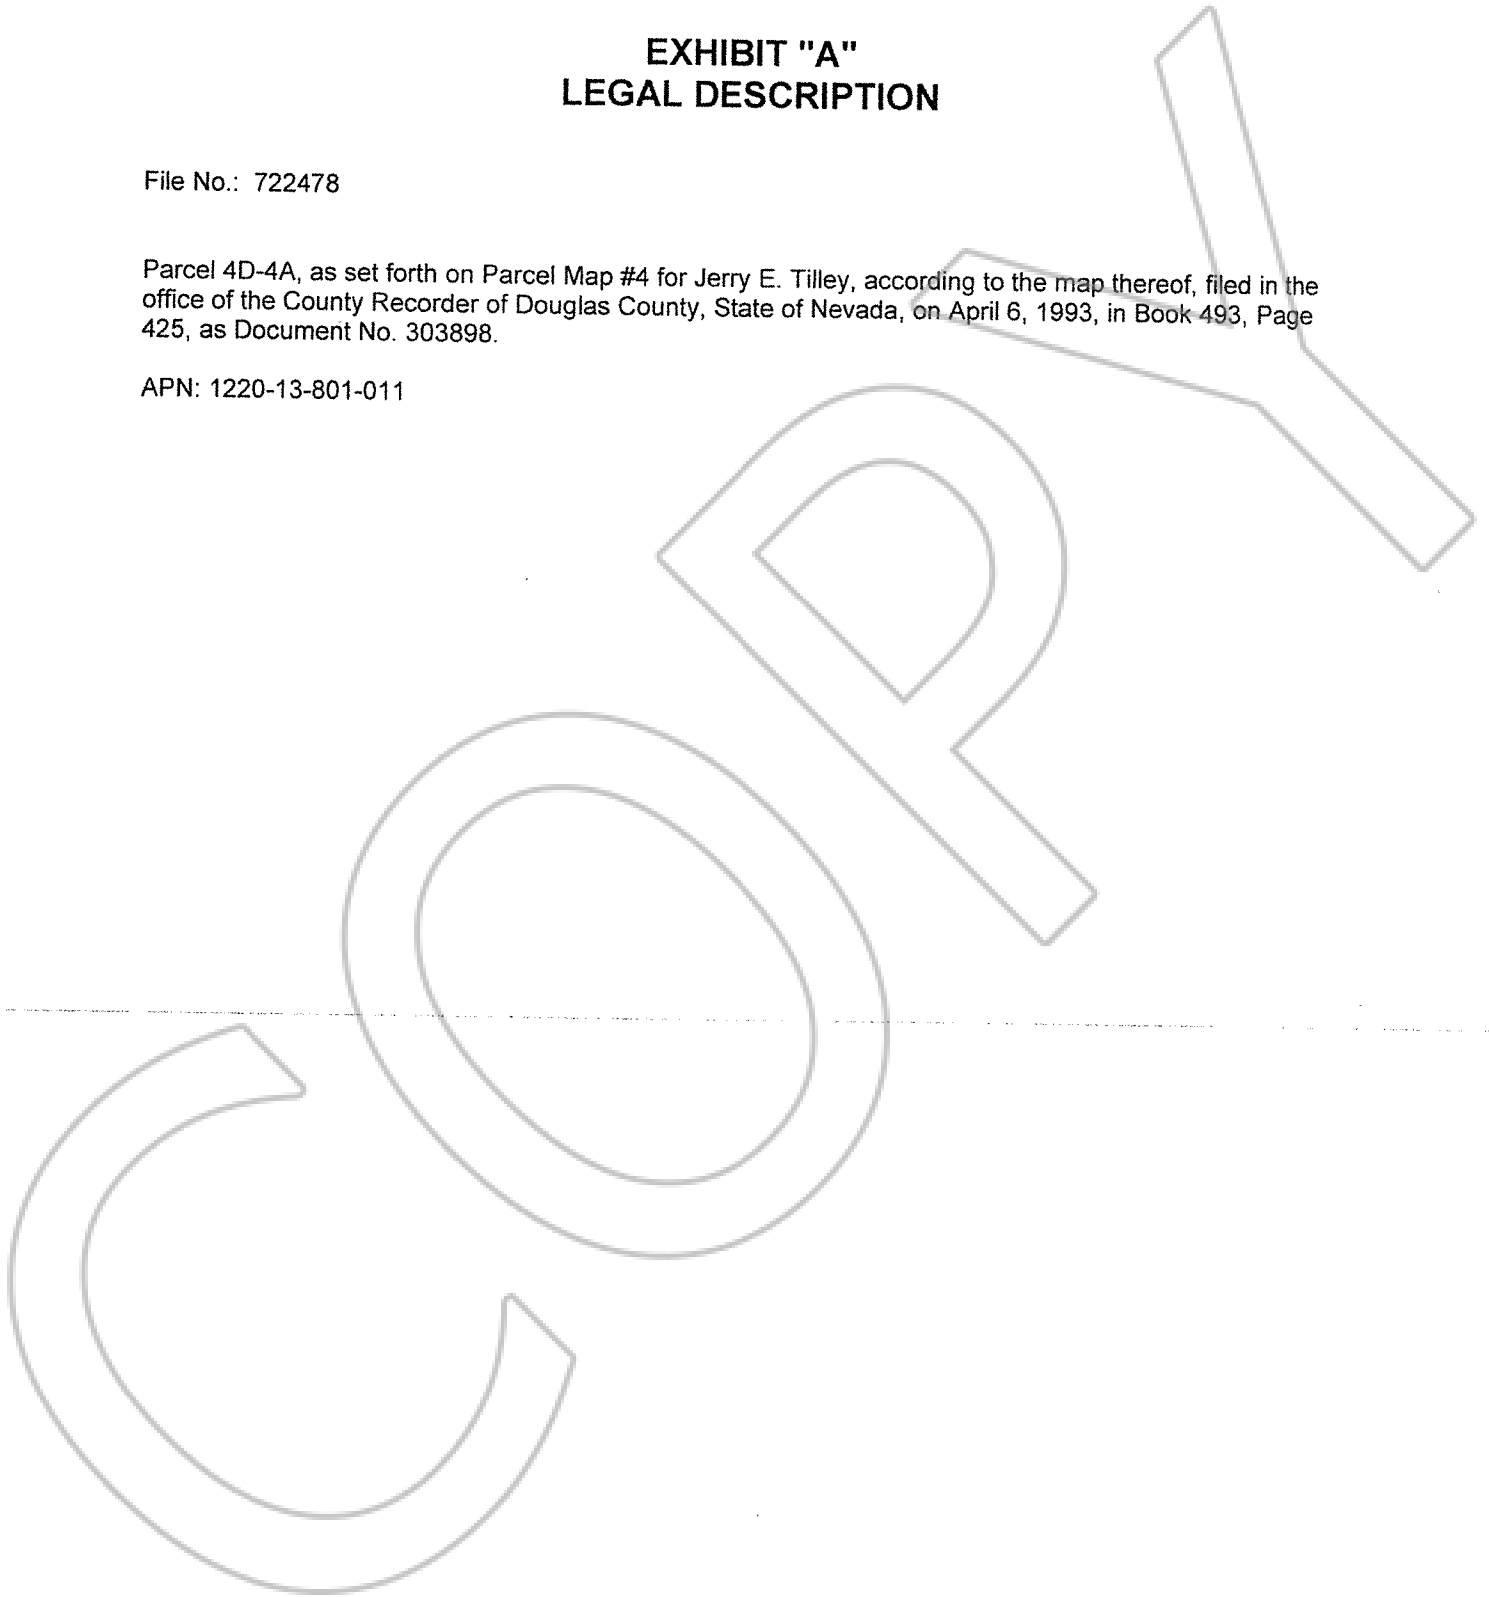 EXHIBIT "A"
LEGAL DESCRIPTION
File No.: 722478
Parcel 4D-4A, as set forth on Parcel Map #4 for Jerry E. Tilley, according to the map thereof, filed in the
office of the County Recorder of Douglas County, State of Nevada, on April 6, 1993, in Book 493, Page
425, as Document No. 303898.
APN: 1220-13-801-011
COPY